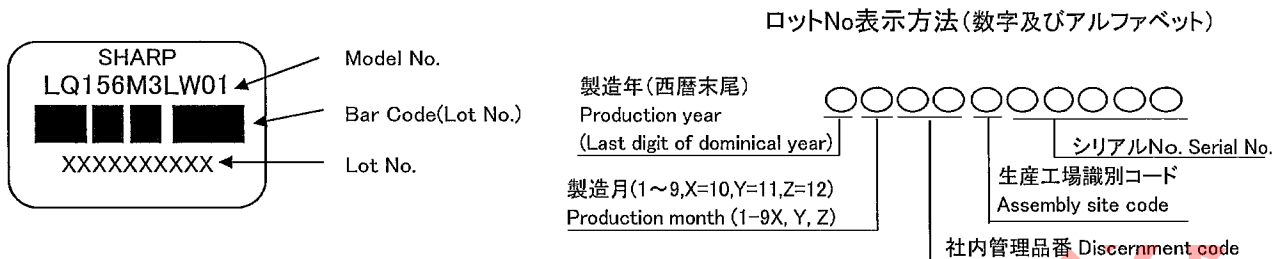 SHARP
LQ156M3LW01
XXXXXXXXXX
Model No.
Bar Code(Lot No.)
Lot No.
ロットNo表示方法(数字及びアルファベット)
製造年(西暦末尾)
Production year
(Last digit of dominical year)
製造月(1~9,X=10,Y=11,Z=12)
Production month (1-9X, Y, Z)
シリアルNo. Serial No.
生産工場識別コード
Assembly site code
社内管理品番 Discernment code